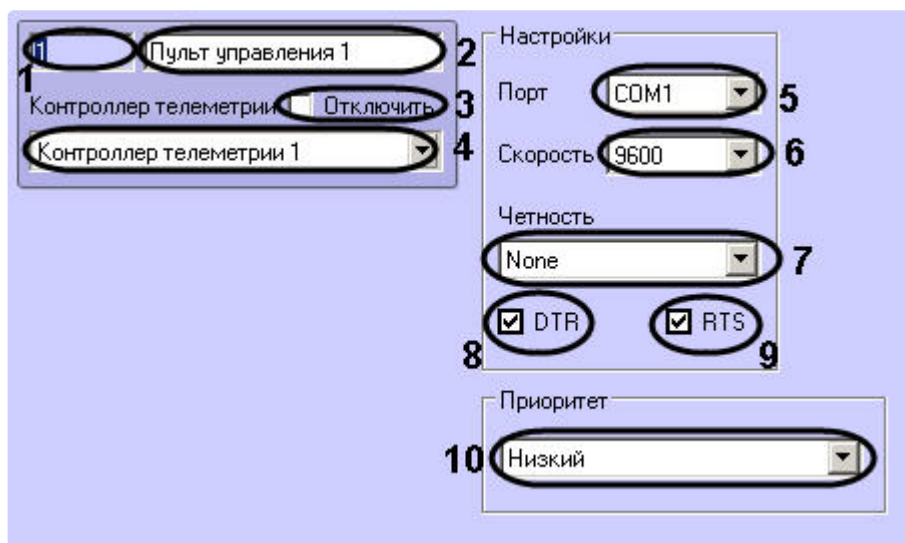 1
Пульт управления 1
1
2
Контроллер телеметрии
Отключить
3
Контроллер телеметрии 1
4
Настройки
Порт
COM1
5
Скорость
9600
6
Четность
None
7
DTR
8
RTS
9
Приоритет
10
Низкий